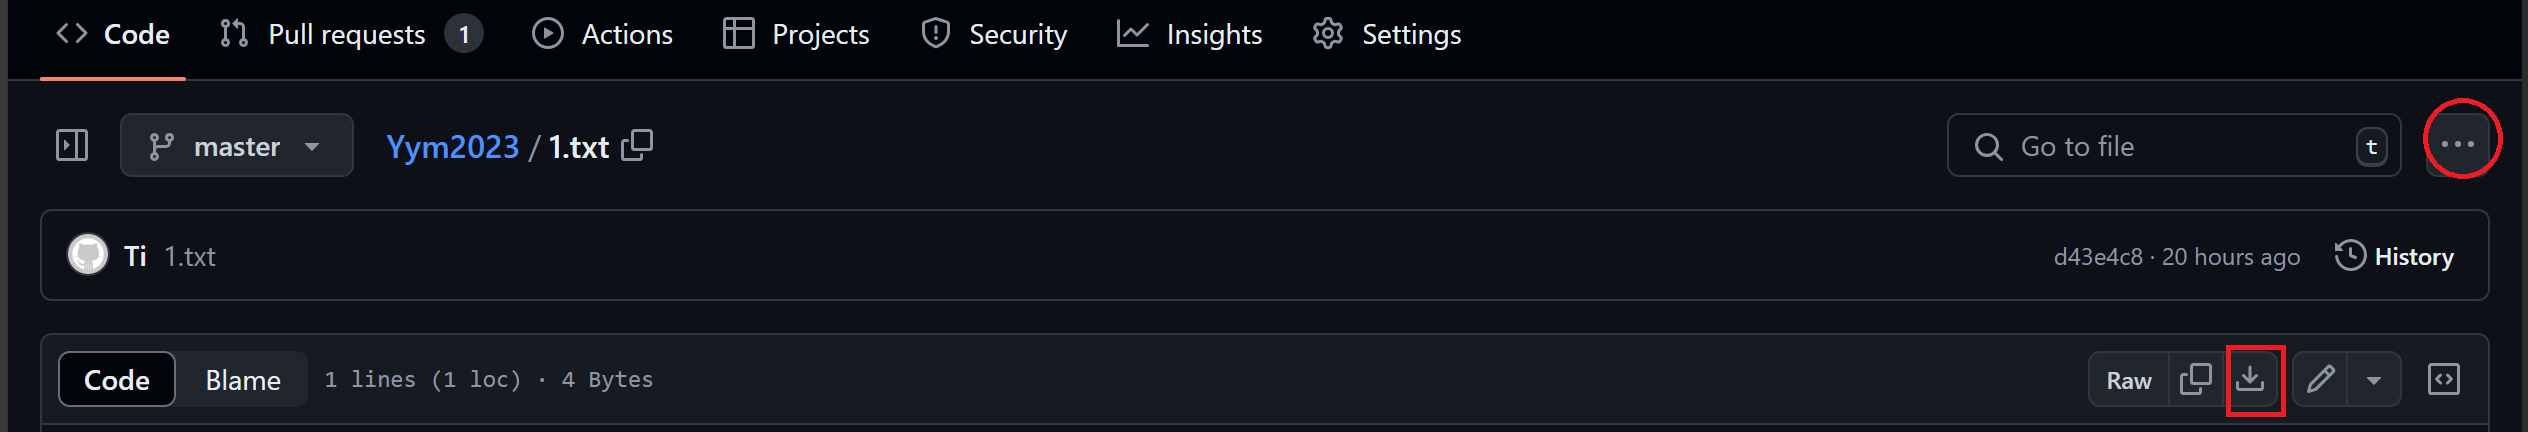 Code Pull requests 1 Actions Projects Security Insights Settings
master Yym2023 / 1.txt Go to file t
Ti 1.txt d43e4c8 · 20 hours ago History
Code Blame 1 lines (1 loc) · 4 Bytes Raw